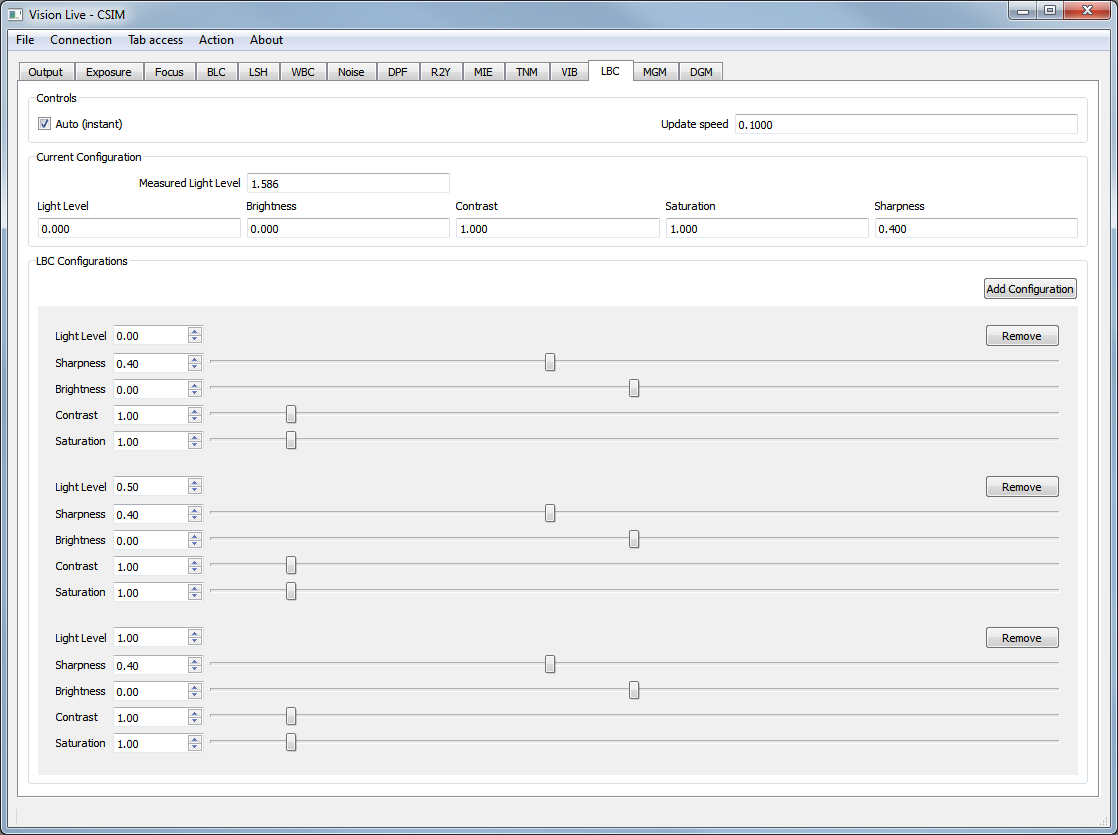 Vision Live - CSIM
File Connection Tab access Action About
Output Exposure Focus BLC LSH WBC Noise DPF R2Y MIE TNM VIB LBC MGM DGM
Controls
Auto (instant) Update speed 0.1000
Current Configuration
Measured Light Level 1.586
Light Level Brightness Contrast Saturation Sharpness
0.000 0.000 1.000 1.000 0.400
LBC Configurations
Add Configuration
Light Level 0.00 Remove
Sharpness 0.40
Brightness 0.00
Contrast 1.00
Saturation 1.00
Light Level 0.50 Remove
Sharpness 0.40
Brightness 0.00
Contrast 1.00
Saturation 1.00
Light Level 1.00 Remove
Sharpness 0.40
Brightness 0.00
Contrast 1.00
Saturation 1.00